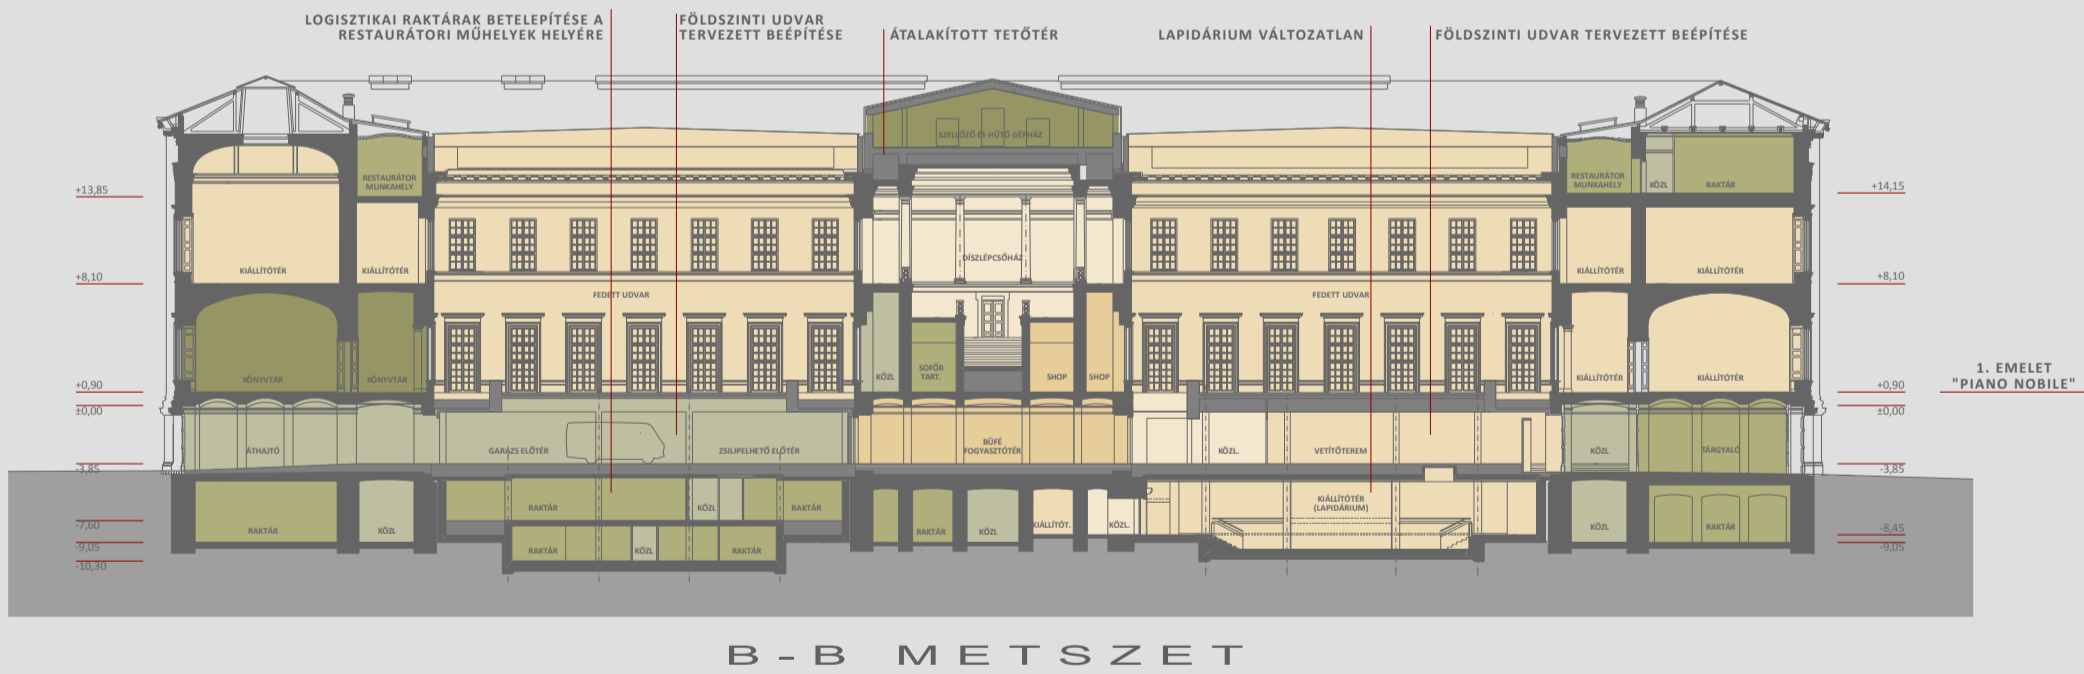 LOGISZTIKAI RAKTÁRAK BETELEPÍTÉSE A
RESTAURÁTORI MŰHELYEK HELYÉRE
FÖLDSZINTI UDVAR
TERVEZETT BEÉPÍTÉSE
ÁTALAKÍTOTT TETŐTÉR
LAPIDÁRIUM VÁLTOZATLAN
FÖLDSZINTI UDVAR TERVEZETT BEÉPÍTÉSE
SZELLŐZŐ ÉS HŰTŐ GÉPHÁZ
RESTAURÁTOR
MUNKAHELY
RESTAURÁTOR
MUNKAHELY
KÖZL
RAKTÁR
+13,85
+14,15
KIÁLLÍTÓTÉR
KIÁLLÍTÓTÉR
DÍSZLÉPCSŐHÁZ
KIÁLLÍTÓTÉR
KIÁLLÍTÓTÉR
+8,10
+8,10
FEDETT UDVAR
FEDETT UDVAR
KÖNYVTÁR
KÖNYVTÁR
KÖZL
SOFŐR
TART.
SHOP
SHOP
KIÁLLÍTÓTÉR
KIÁLLÍTÓTÉR
1. EMELET
"PIANO NOBILE"
+0,90
+0,90
±0,00
±0,00
ÁTHAJTÓ
GARÁZS ELŐTÉR
ZSILIPELHETŐ ELŐTÉR
BÜFÉ
FOGYASZTÓTÉR
KÖZL.
VETÍTŐTEREM
KÖZL
TÁRGYALÓ
-3,85
-3,85
RAKTÁR
KÖZL
RAKTÁR
KÖZL
RAKTÁR
RAKTÁR
KÖZL
KIÁLLÍTÓT.
KÖZL.
KIÁLLÍTÓTÉR
(LAPIDÁRIUM)
KÖZL
RAKTÁR
-7,60
-8,45
RAKTÁR
KÖZL
RAKTÁR
-9,05
-9,05
-10,30
B-B METSZET